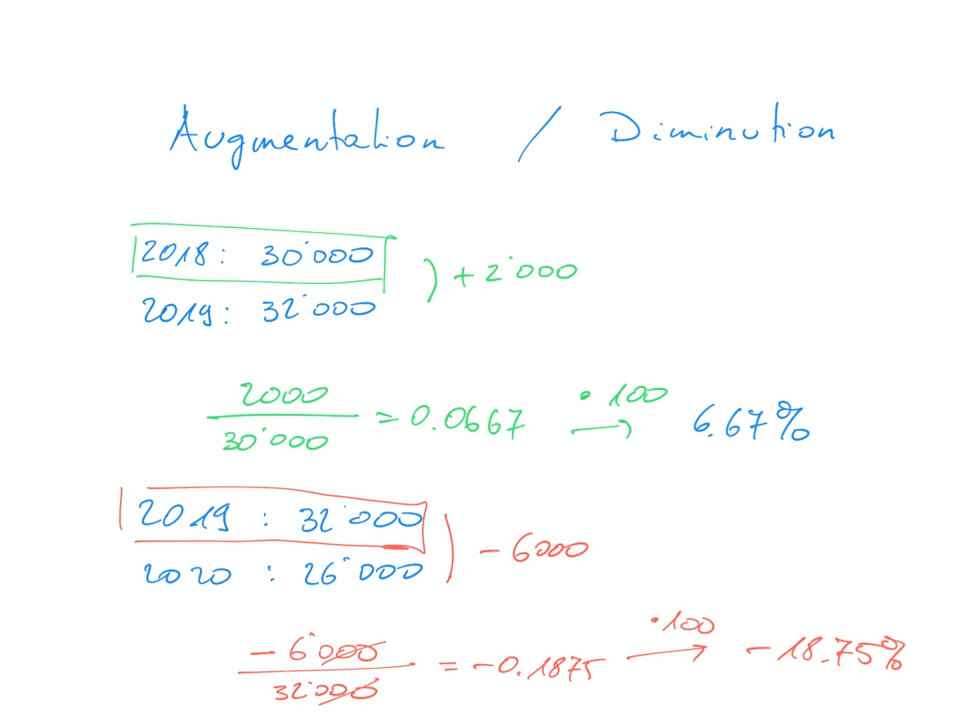 Augmentation / Diminution
2018: 30'000
) + 2'000
2019: 32'000
2000
30'000
= 0.0667
· 100
→ 6.67%
2019 : 32'000
) - 6000
2020 : 26'000
- 6'000
32'000
= -0.1875
· 100
→ -18.75%